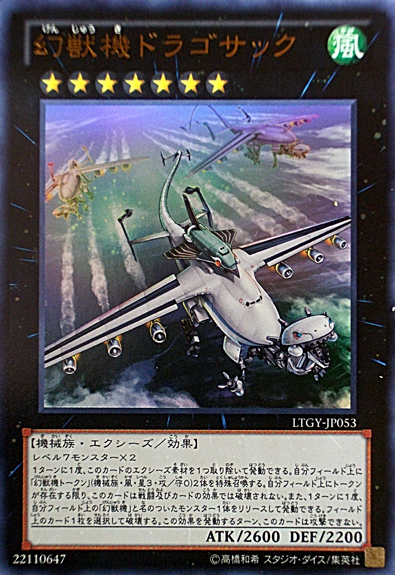 げん じゅう き
幻獣機ドラゴサック
風
LTGY-JP053
【機械族・エクシーズ/効果】
レベル7モンスター×2
1ターンに1度、このカードのエクシーズ素材を1つ取り除いて発動できる。自分フィールド上に
「幻獣機トークン」(機械族・風・星3・攻/守0)2体を特殊召喚する。自分フィールド上にトークン
が存在する限り、このカードは戦闘及びカードの効果では破壊されない。また、1ターンに1
度、自分フィールド上の「幻獣機」と名のついたモンスター1体をリリースして発動できる。フィール
ド上のカード1枚を選択して破壊する。この効果を発動するターン、このカードは攻撃できない。
ATK/2600 DEF/2200
22110647
©高橋和希 スタジオ・ダイス/集英社